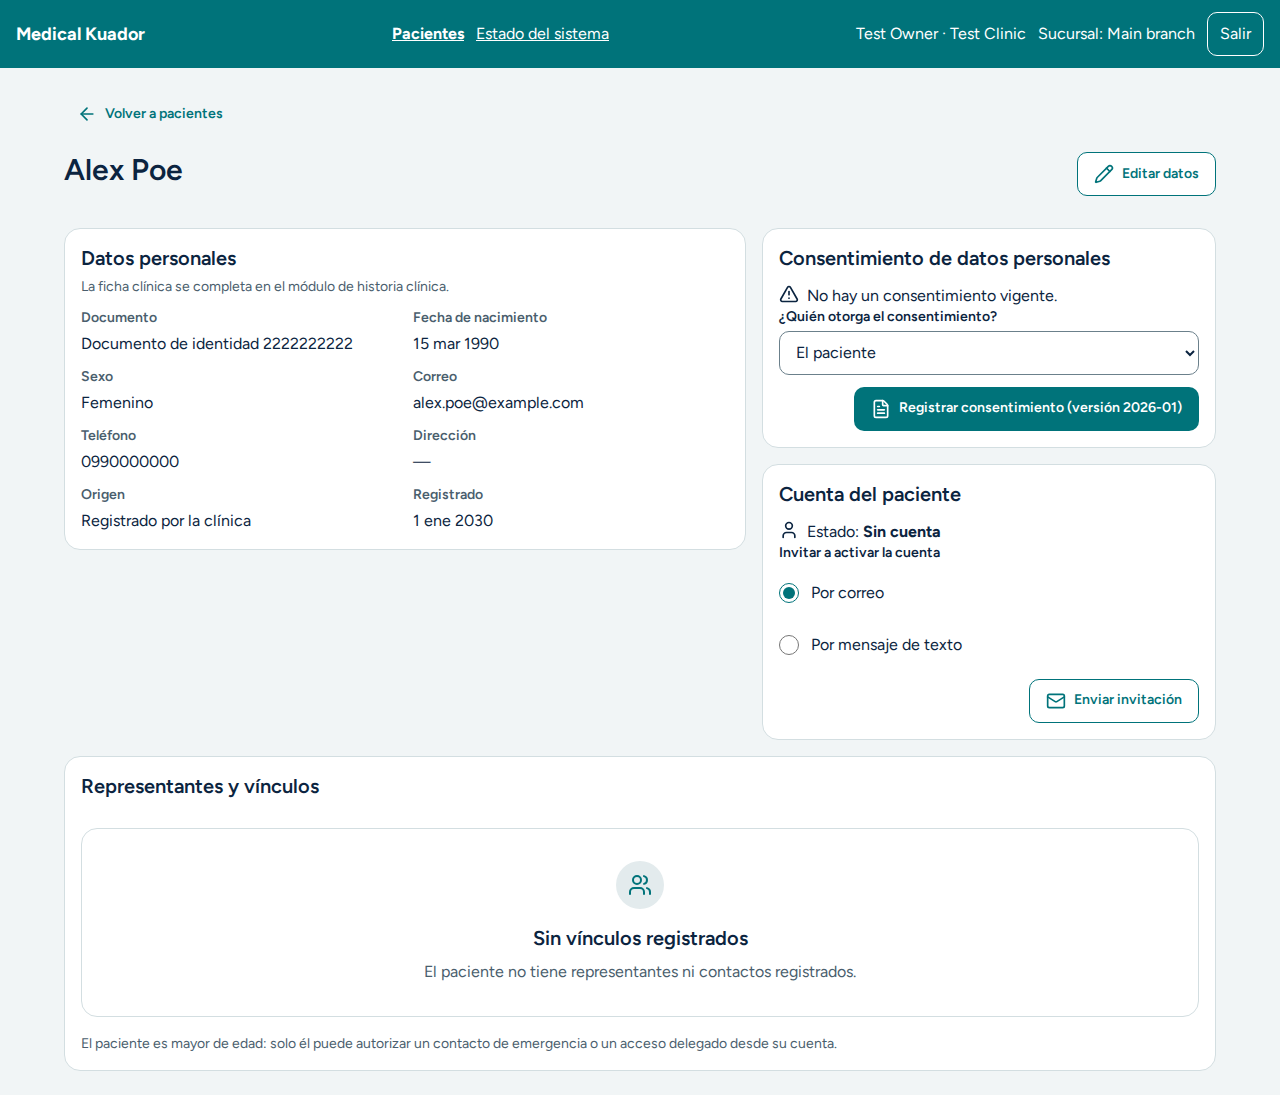 Medical Kuador
Pacientes Estado del sistema
Test Owner · Test Clinic Sucursal: Main branch Salir
Volver a pacientes
Alex Poe
Editar datos
Datos personales
La ficha clínica se completa en el módulo de historia clínica.
Documento
Documento de identidad 2222222222
Fecha de nacimiento
15 mar 1990
Sexo
Femenino
Correo
alex.poe@example.com
Teléfono
0990000000
Dirección
—
Origen
Registrado por la clínica
Registrado
1 ene 2030
Consentimiento de datos personales
No hay un consentimiento vigente.
¿Quién otorga el consentimiento?
El paciente
Registrar consentimiento (versión 2026-01)
Cuenta del paciente
Estado: Sin cuenta
Invitar a activar la cuenta
Por correo
Por mensaje de texto
Enviar invitación
Representantes y vínculos
Sin vínculos registrados
El paciente no tiene representantes ni contactos registrados.
El paciente es mayor de edad: solo él puede autorizar un contacto de emergencia o un acceso delegado desde su cuenta.